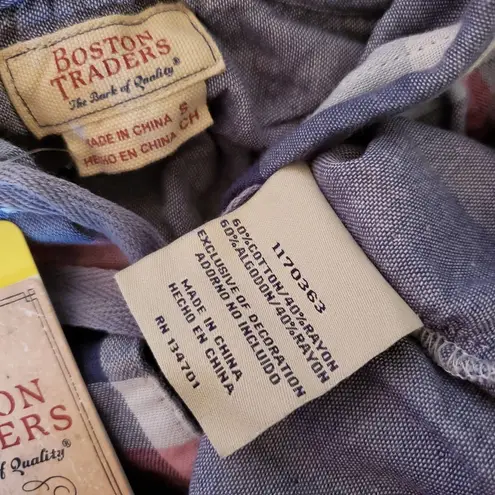 BOSTON
TRADERS
The Bark of Quality®
MADE IN CHINA S
HECHO EN CHINA CH
1170363
60%COTTON/40%RAYON
60%ALGODON/40%RAYON
EXCLUSIVE OF DECORATION
ADORNO NO INCLUIDO
MADE IN CHINA
HECHO EN CHINA
RN 134701
ON
ERS
of Quality®